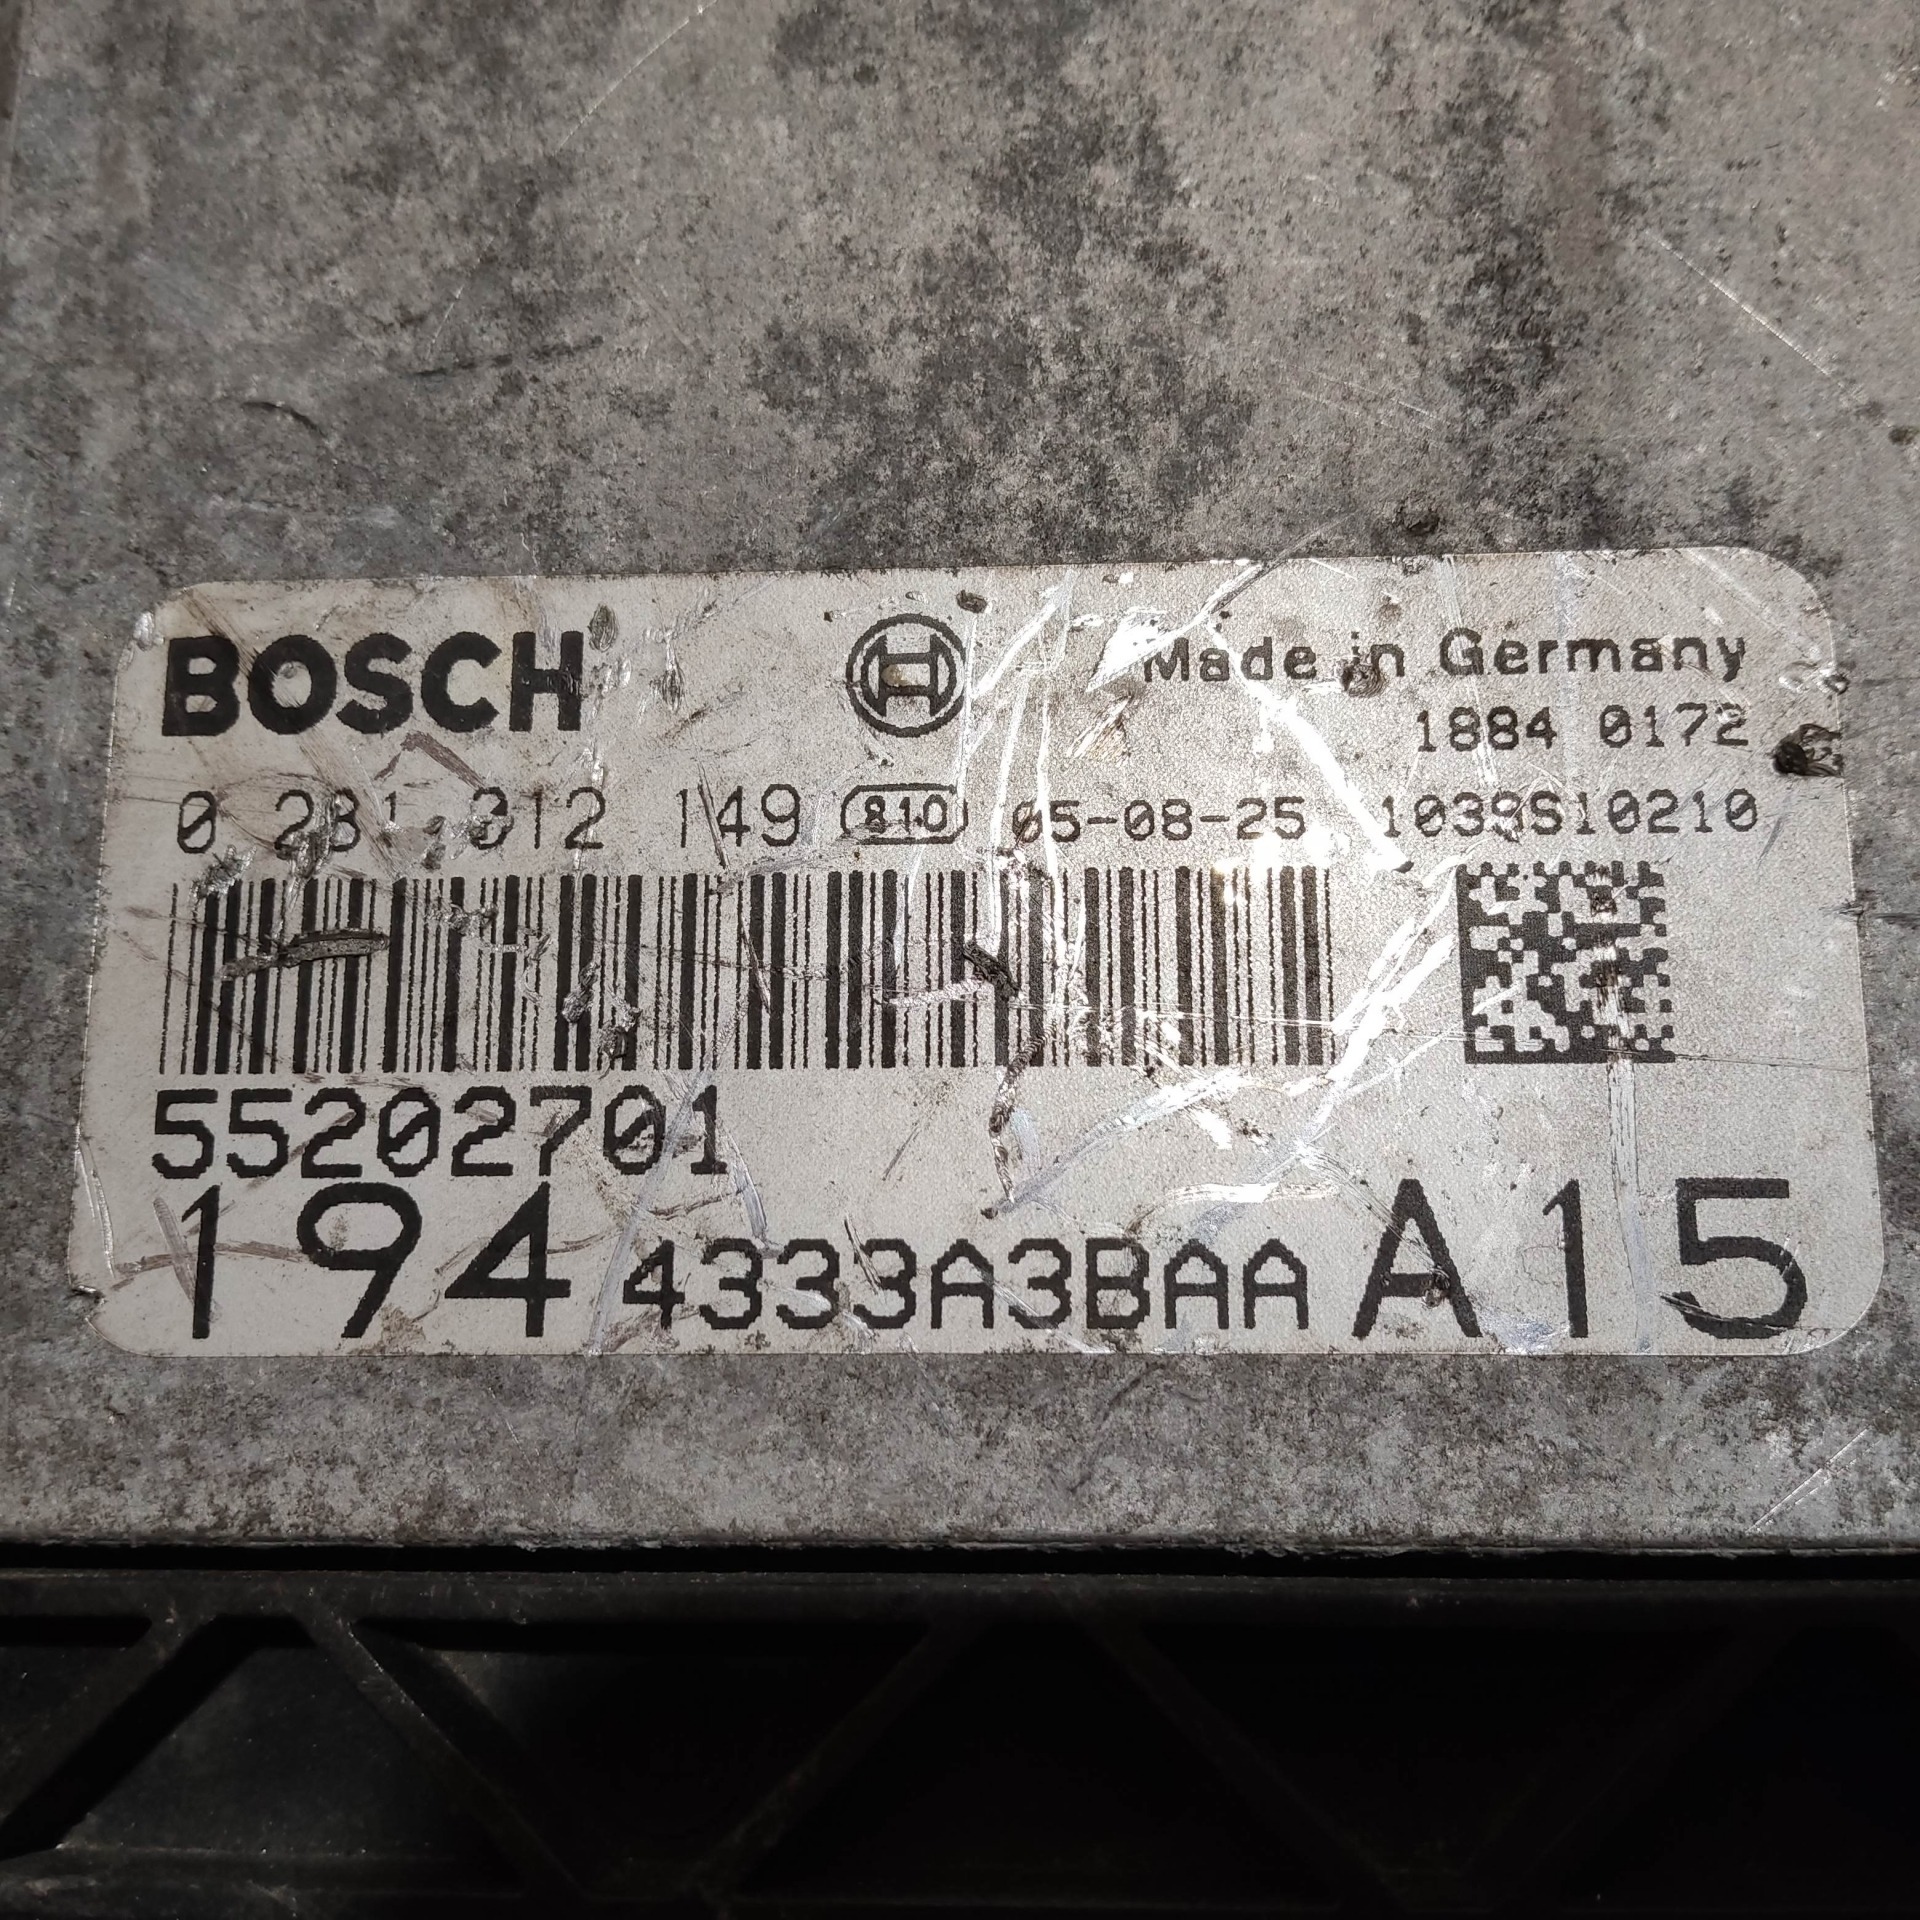 BOSCH Made in Germany
1884 0172
0 281 012 149 810 05-08-25 1039S10210
55202701
194 4333A3BAA A15